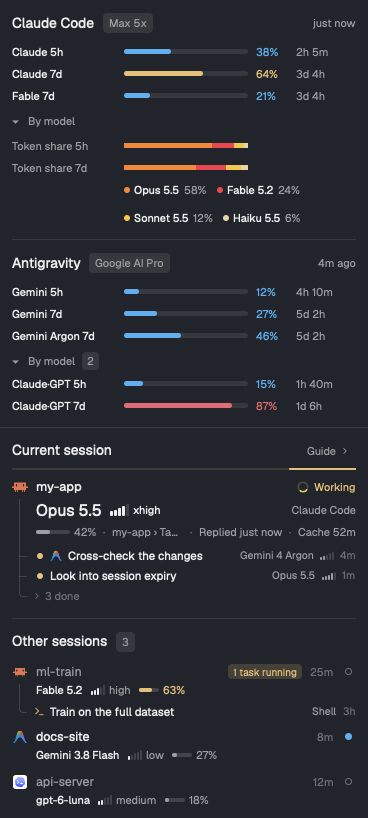 Claude Code Max 5x just now
Claude 5h 38% 2h 5m
Claude 7d 64% 3d 4h
Fable 7d 21% 3d 4h
By model
Token share 5h
Token share 7d
Opus 5.5 58% Fable 5.2 24%
Sonnet 5.5 12% Haiku 5.5 6%
Antigravity Google AI Pro 4m ago
Gemini 5h 12% 4h 10m
Gemini 7d 27% 5d 2h
Gemini Argon 7d 46% 5d 2h
By model 2
Claude·GPT 5h 15% 1h 40m
Claude·GPT 7d 87% 1d 6h
Current session Guide >
my-app Working
Opus 5.5 xhigh Claude Code
42% · my-app › Ta... · Replied just now · Cache 52m
Cross-check the changes Gemini 4 Argon 4m
Look into session expiry Opus 5.5 1m
> 3 done
Other sessions 3
ml-train 1 task running 25m
Fable 5.2 high 63%
Train on the full dataset Shell 3h
docs-site 8m
Gemini 3.8 Flash low 27%
api-server 12m
gpt-6-luna medium 18%